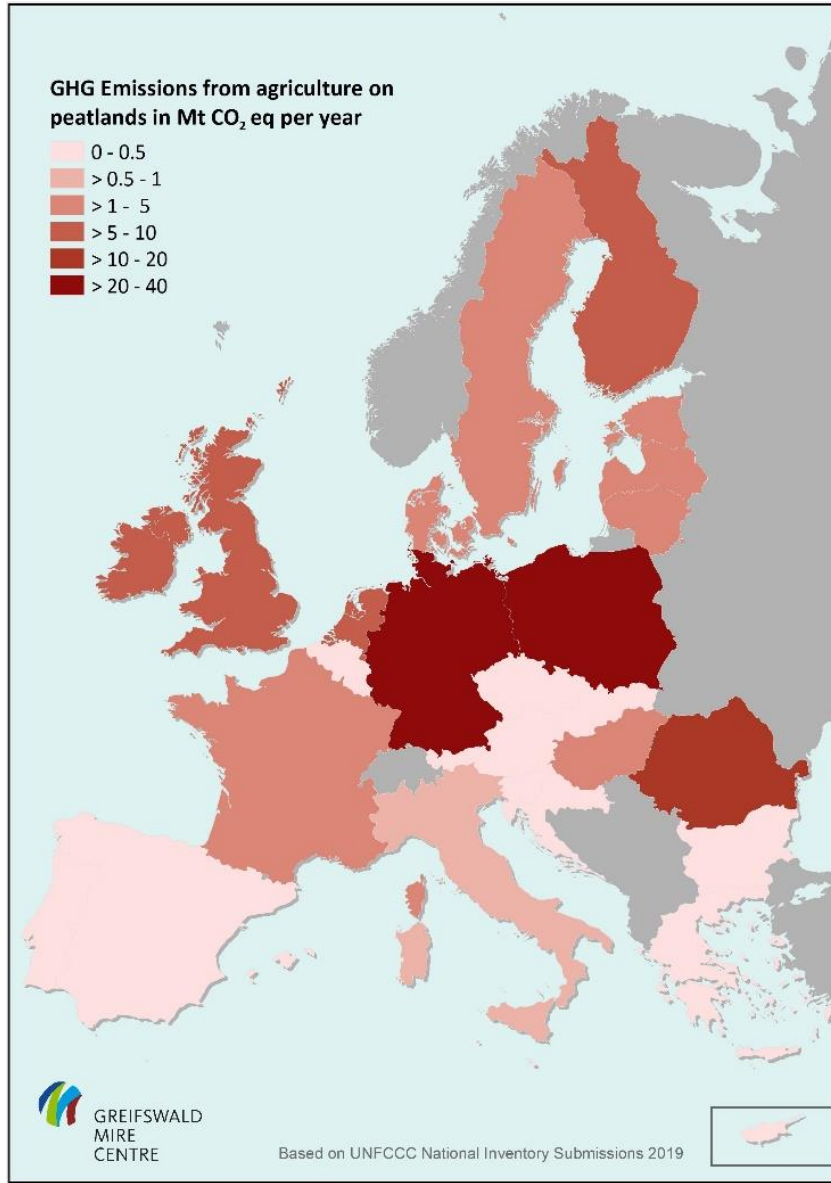 GHG Emissions from agriculture on
peatlands in Mt CO₂ eq per year
0 - 0.5
> 0.5 - 1
> 1 - 5
> 5 - 10
> 10 - 20
> 20 - 40
GREIFSWALD
MIRE
CENTRE
Based on UNFCCC National Inventory Submissions 2019